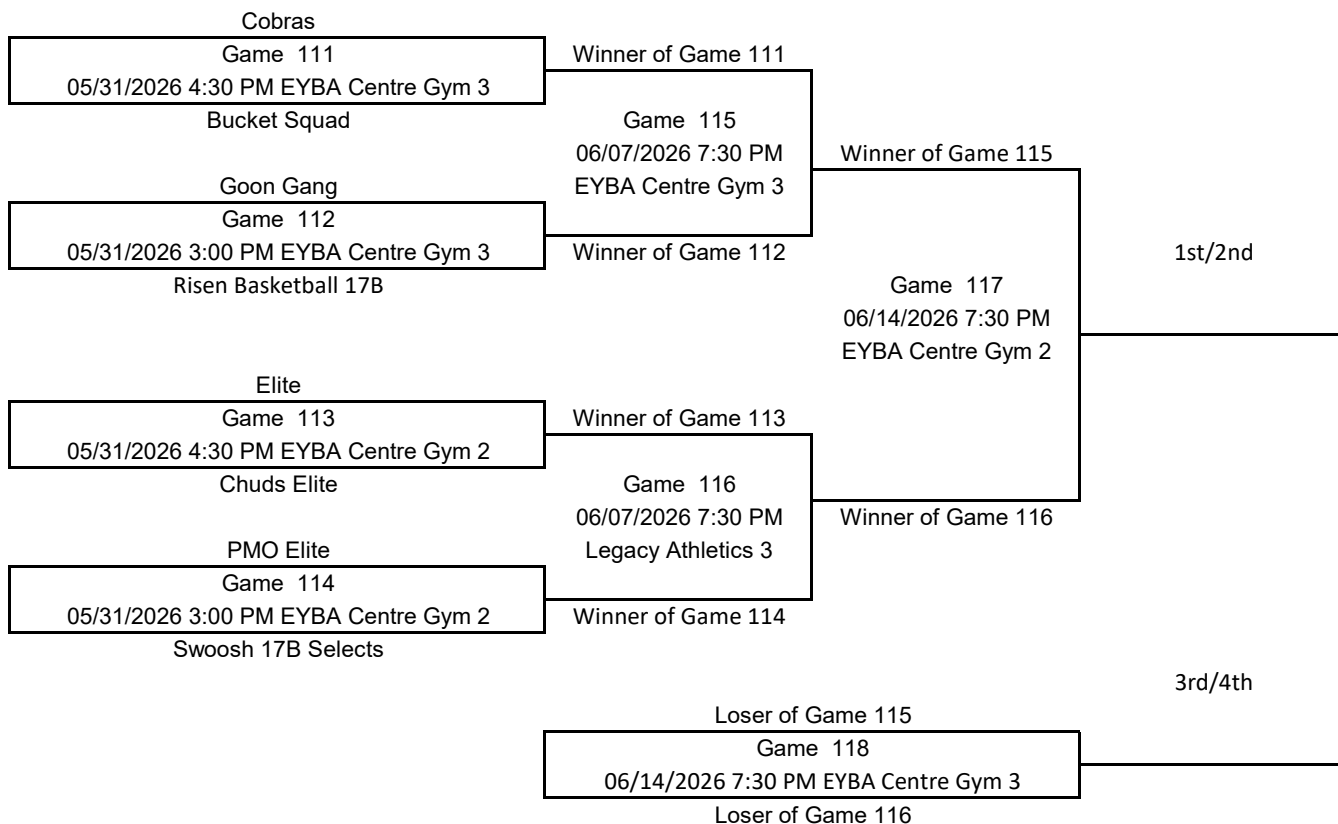 Cobras
Game 111
05/31/2026 4:30 PM EYBA Centre Gym 3
Bucket Squad
Goon Gang
Game 112
05/31/2026 3:00 PM EYBA Centre Gym 3
Risen Basketball 17B
Elite
Game 113
05/31/2026 4:30 PM EYBA Centre Gym 2
Chuds Elite
PMO Elite
Game 114
05/31/2026 3:00 PM EYBA Centre Gym 2
Swoosh 17B Selects
Winner of Game 111
Game 115
06/07/2026 7:30 PM
EYBA Centre Gym 3
Winner of Game 112
Winner of Game 113
Game 116
06/07/2026 7:30 PM
Legacy Athletics 3
Winner of Game 114
Winner of Game 115
Game 117
06/14/2026 7:30 PM
EYBA Centre Gym 2
Winner of Game 116
1st/2nd
Loser of Game 115
Game 118
06/14/2026 7:30 PM EYBA Centre Gym 3
Loser of Game 116
3rd/4th